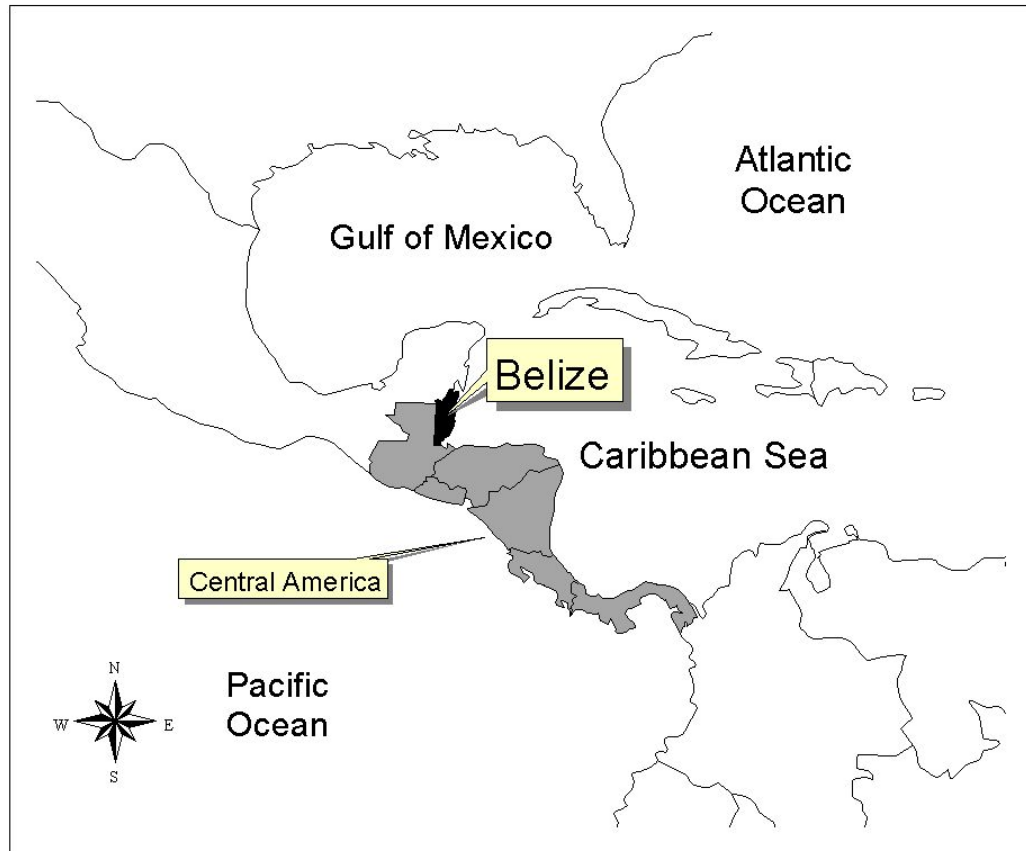 Atlantic
Ocean
Gulf of Mexico
Belize
Caribbean Sea
Central America
Pacific
Ocean
N
W E
S